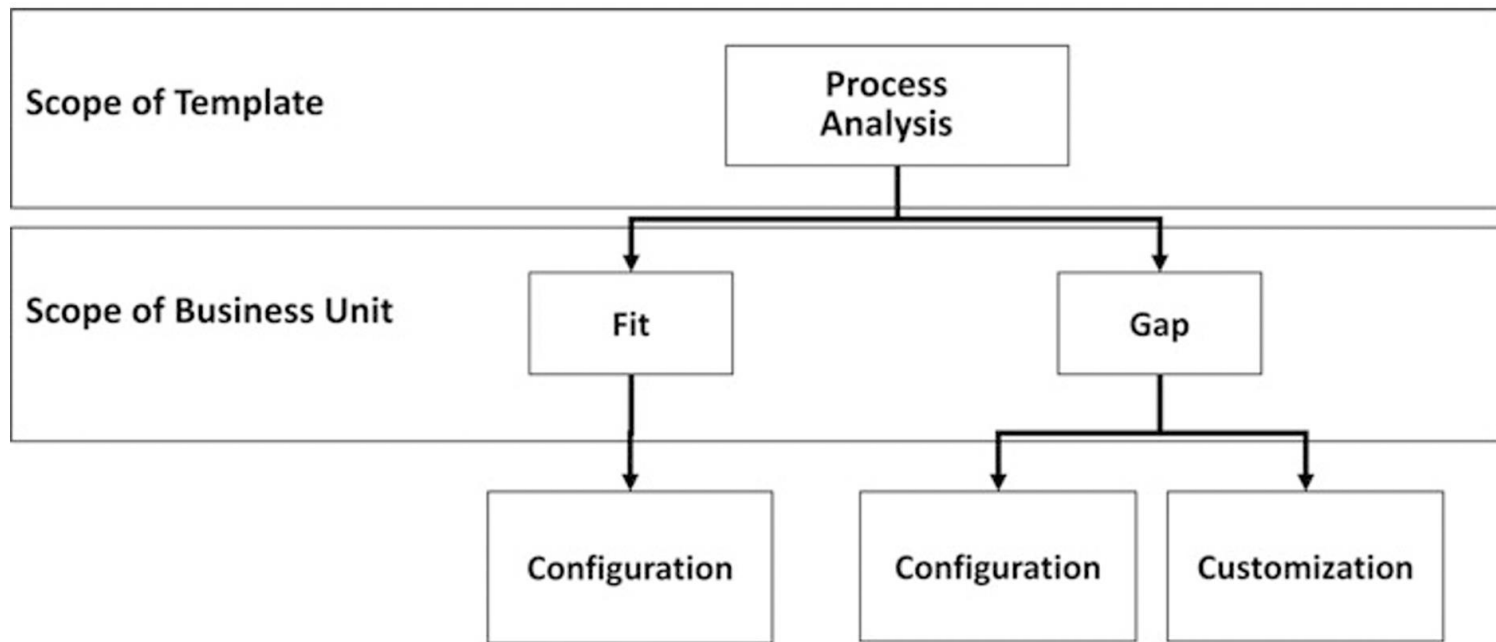 Scope of Template
Process
Analysis
Scope of Business Unit
Fit
Gap
Configuration
Configuration
Customization